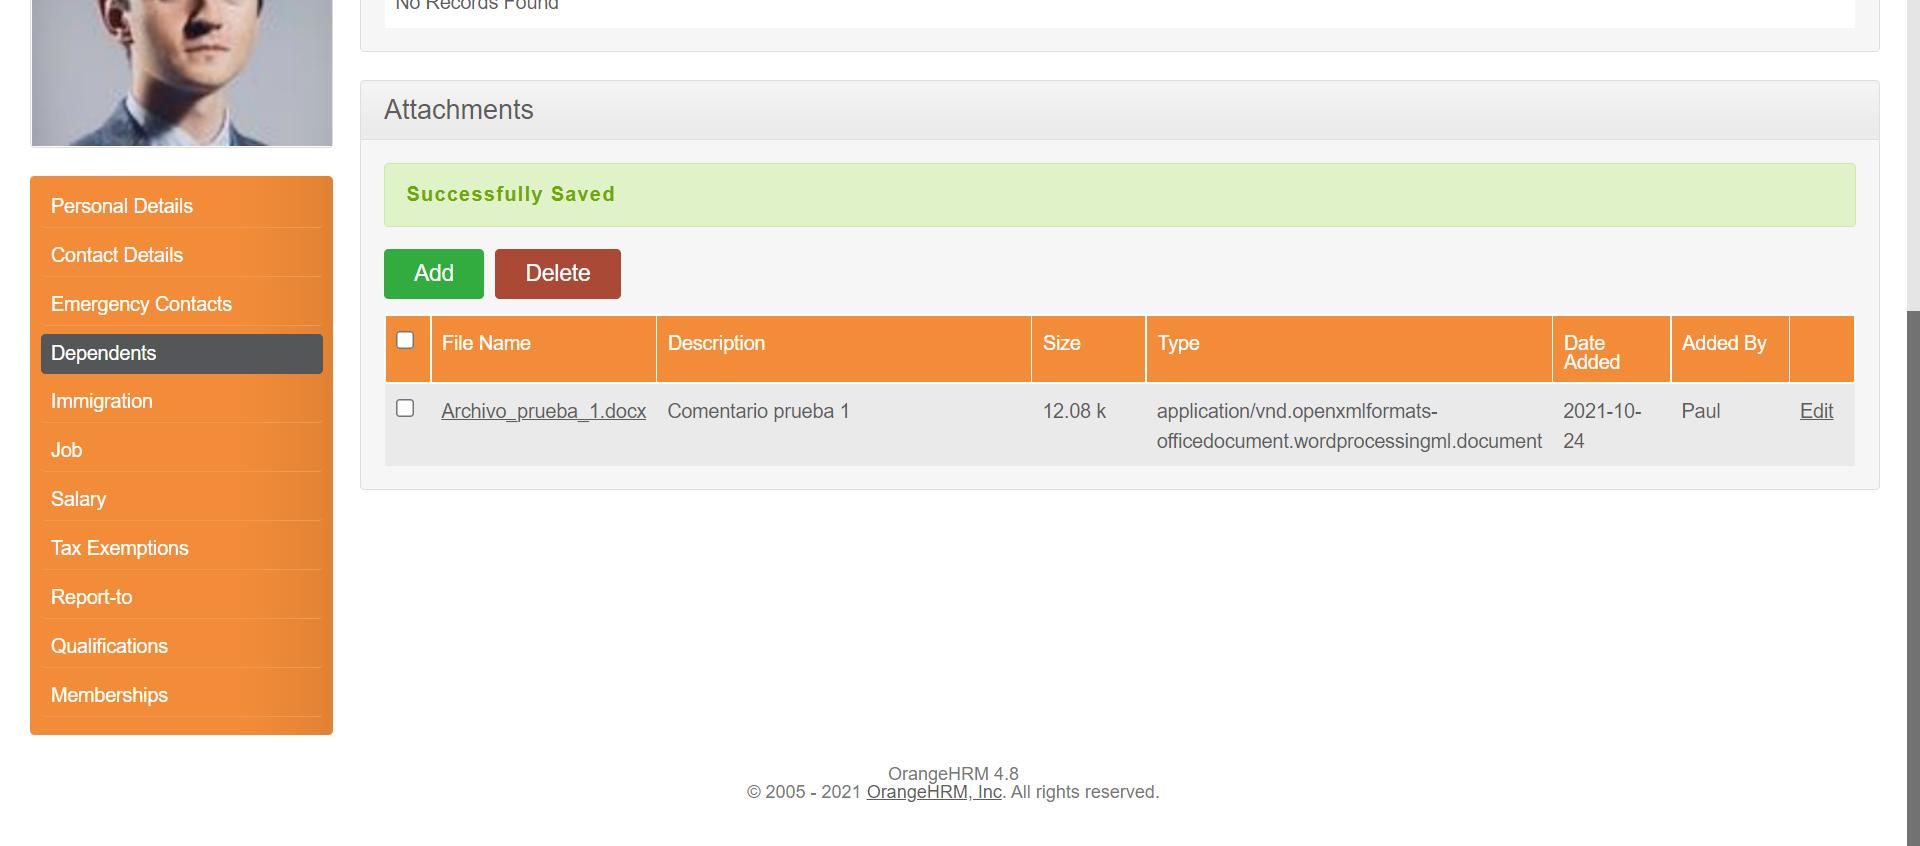 No Records Found
Attachments
Successfully Saved
Add
Delete
File Name
Description
Size
Type
Date
Added
Added By
Archivo_prueba_1.docx
Comentario prueba 1
12.08 k
application/vnd.openxmlformats-
officedocument.wordprocessingml.document
2021-10-
24
Paul
Edit
Personal Details
Contact Details
Emergency Contacts
Dependents
Immigration
Job
Salary
Tax Exemptions
Report-to
Qualifications
Memberships
OrangeHRM 4.8
© 2005 - 2021 OrangeHRM, Inc. All rights reserved.